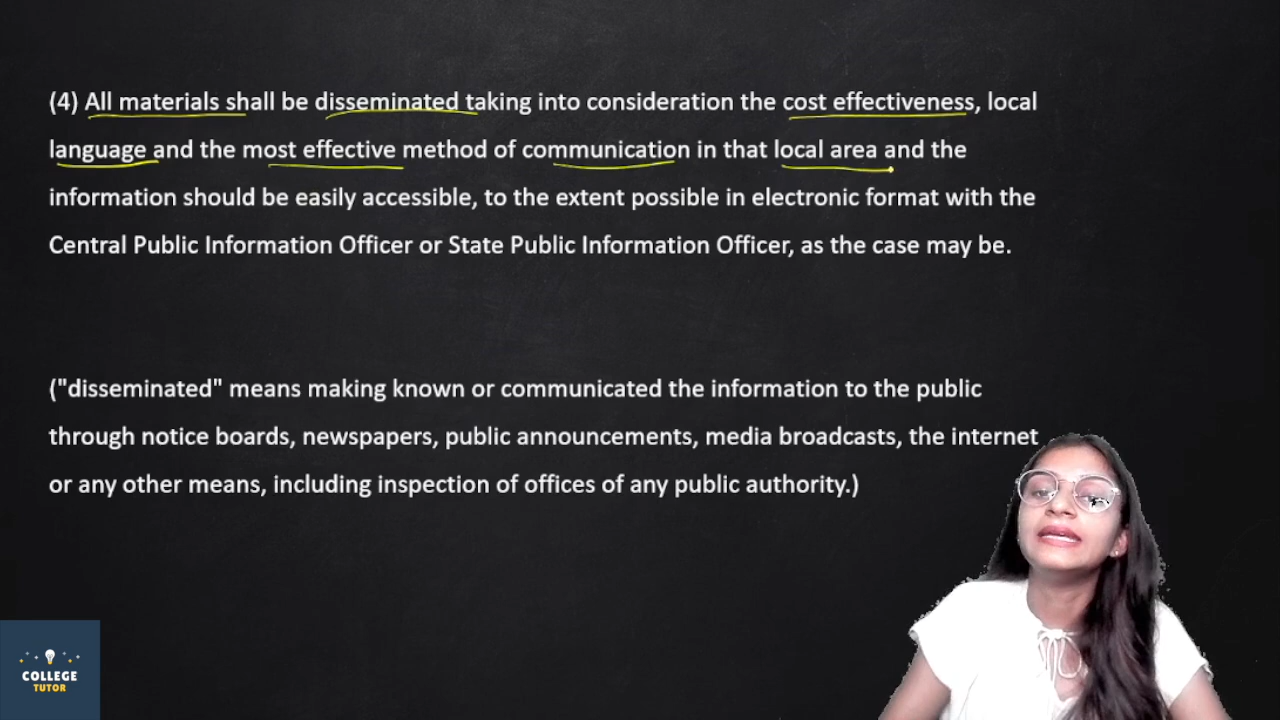 (4) All materials shall be disseminated taking into consideration the cost effectiveness, local
language and the most effective method of communication in that local area and the
information should be easily accessible, to the extent possible in electronic format with the
Central Public Information Officer or State Public Information Officer, as the case may be.
("disseminated" means making known or communicated the information to the public
through notice boards, newspapers, public announcements, media broadcasts, the internet
or any other means, including inspection of offices of any public authority.)
COLLEGE
TUTOR